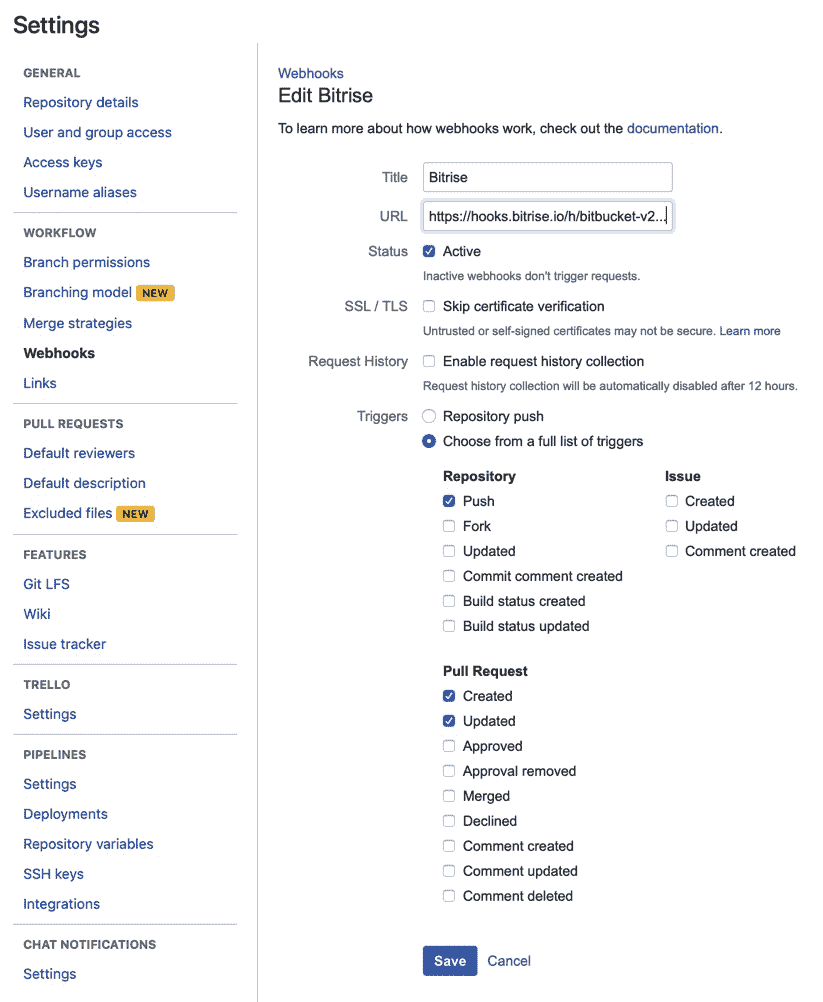 Settings
GENERAL
Repository details
User and group access
Access keys
Username aliases
WORKFLOW
Branch permissions
Branching model NEW
Merge strategies
Webhooks
Links
PULL REQUESTS
Default reviewers
Default description
Excluded files NEW
FEATURES
Git LFS
Wiki
Issue tracker
TRELLO
Settings
PIPELINES
Settings
Deployments
Repository variables
SSH keys
Integrations
CHAT NOTIFICATIONS
Settings
Webhooks
Edit Bitrise
To learn more about how webhooks work, check out the documentation.
Title Bitrise
URL https://hooks.bitrise.io/h/bitbucket-v2...
Status Active
Inactive webhooks don't trigger requests.
SSL / TLS Skip certificate verification
Untrusted or self-signed certificates may not be secure. Learn more
Request History Enable request history collection
Request history collection will be automatically disabled after 12 hours.
Triggers Repository push
Choose from a full list of triggers
Repository
Push
Fork
Updated
Commit comment created
Build status created
Build status updated
Issue
Created
Updated
Comment created
Pull Request
Created
Updated
Approved
Approval removed
Merged
Declined
Comment created
Comment updated
Comment deleted
Save Cancel